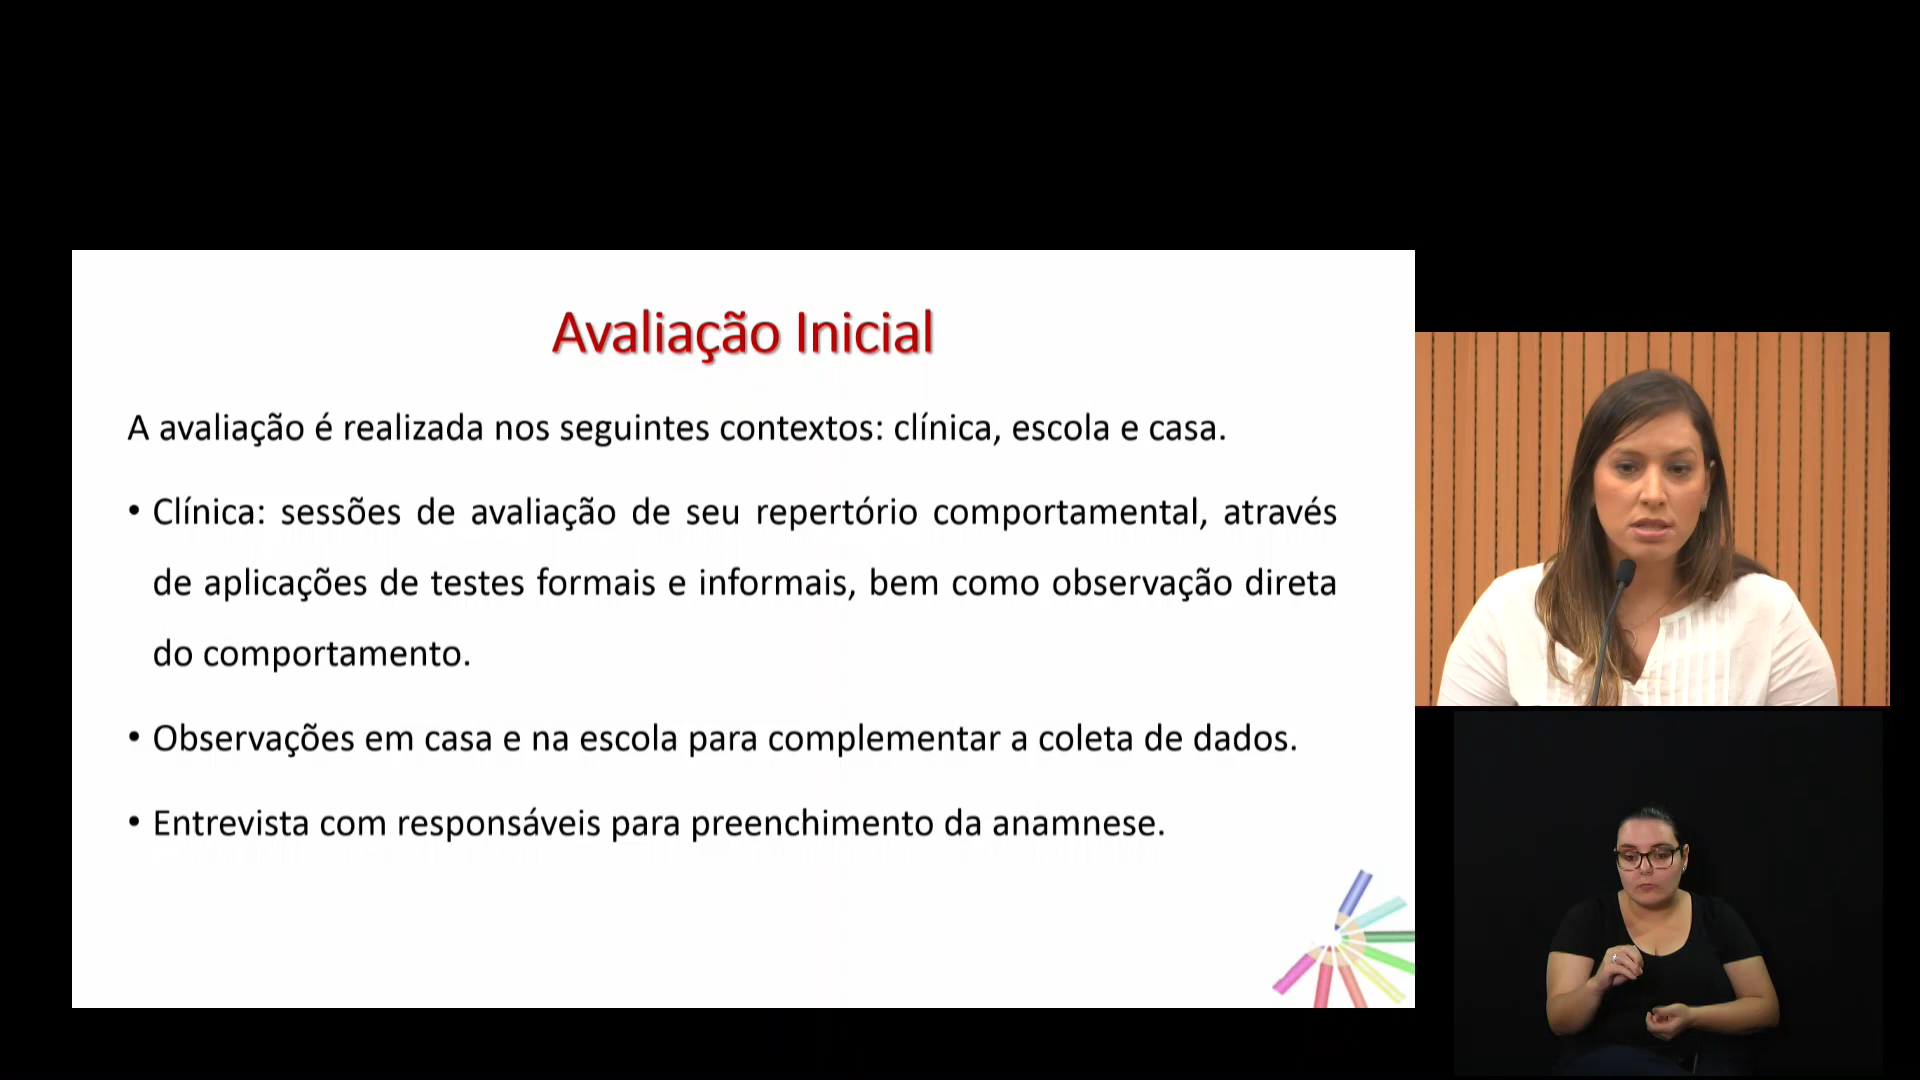 Avaliação Inicial
A avaliação é realizada nos seguintes contextos: clínica, escola e casa.
• Clínica: sessões de avaliação de seu repertório comportamental, através
de aplicações de testes formais e informais, bem como observação direta
do comportamento.
• Observações em casa e na escola para complementar a coleta de dados.
• Entrevista com responsáveis para preenchimento da anamnese.